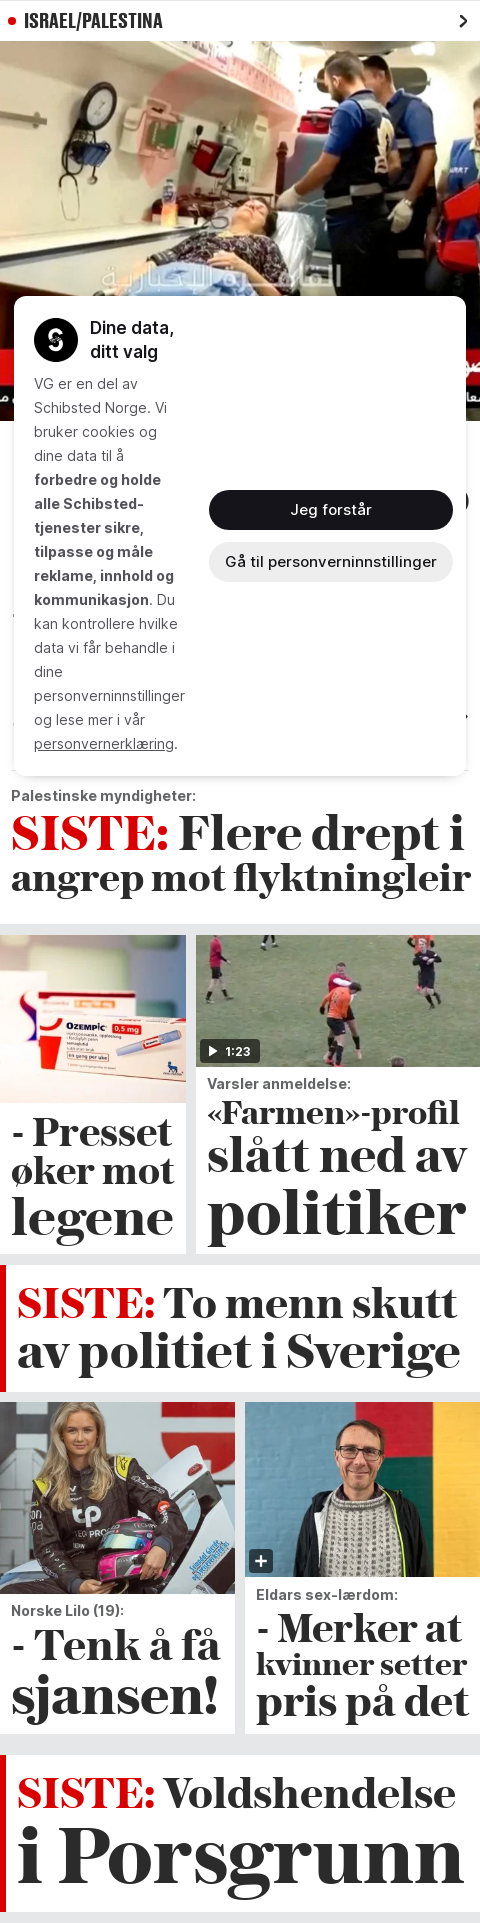 ISRAEL/PALESTINA
القاهرة الإخبارية
Dine data,
ditt valg
VG er en del av
Schibsted Norge. Vi
bruker cookies og
dine data til å
forbedre og holde
alle Schibsted-
tjenester sikre,
tilpasse og måle
reklame, innhold og
kommunikasjon. Du
kan kontrollere hvilke
data vi får behandle i
dine
personverninnstillinger
og lese mer i vår
personvernerklæring.
Jeg forstår
Gå til personverninnstillinger
Palestinske myndigheter:
SISTE: Flere drept i
angrep mot flyktningleir
OZEMPIC 0,5 mg
- Presset
øker mot
legene
1:23
Varsler anmeldelse:
«Farmen»-profil
slått ned av
politiker
SISTE: To menn skutt
av politiet i Sverige
tp
Norske Lilo (19):
- Tenk å få
sjansen!
Eldars sex-lærdom:
- Merker at
kvinner setter
pris på det
SISTE: Voldshendelse
i Porsgrunn